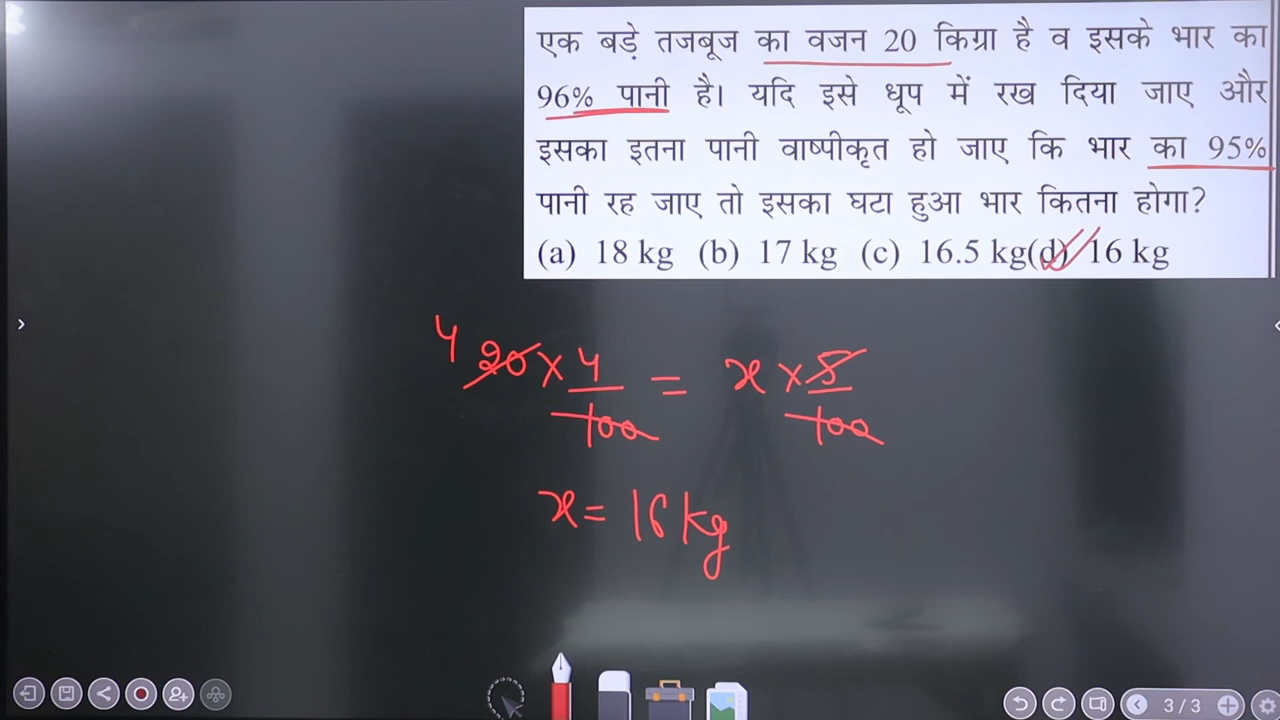 एक बड़े तजबूज का वजन 20 किग्रा है व इसके भार का
96% पानी है। यदि इसे धूप में रख दिया जाए और
इसका इतना पानी वाष्पीकृत हो जाए कि भार का 95%
पानी रह जाए तो इसका घटा हुआ भार कितना होगा?
(a) 18 kg (b) 17 kg (c) 16.5 kg(d) 16 kg
4 20 × 4/100 = x × 5/100
x = 16 kg
3 / 3